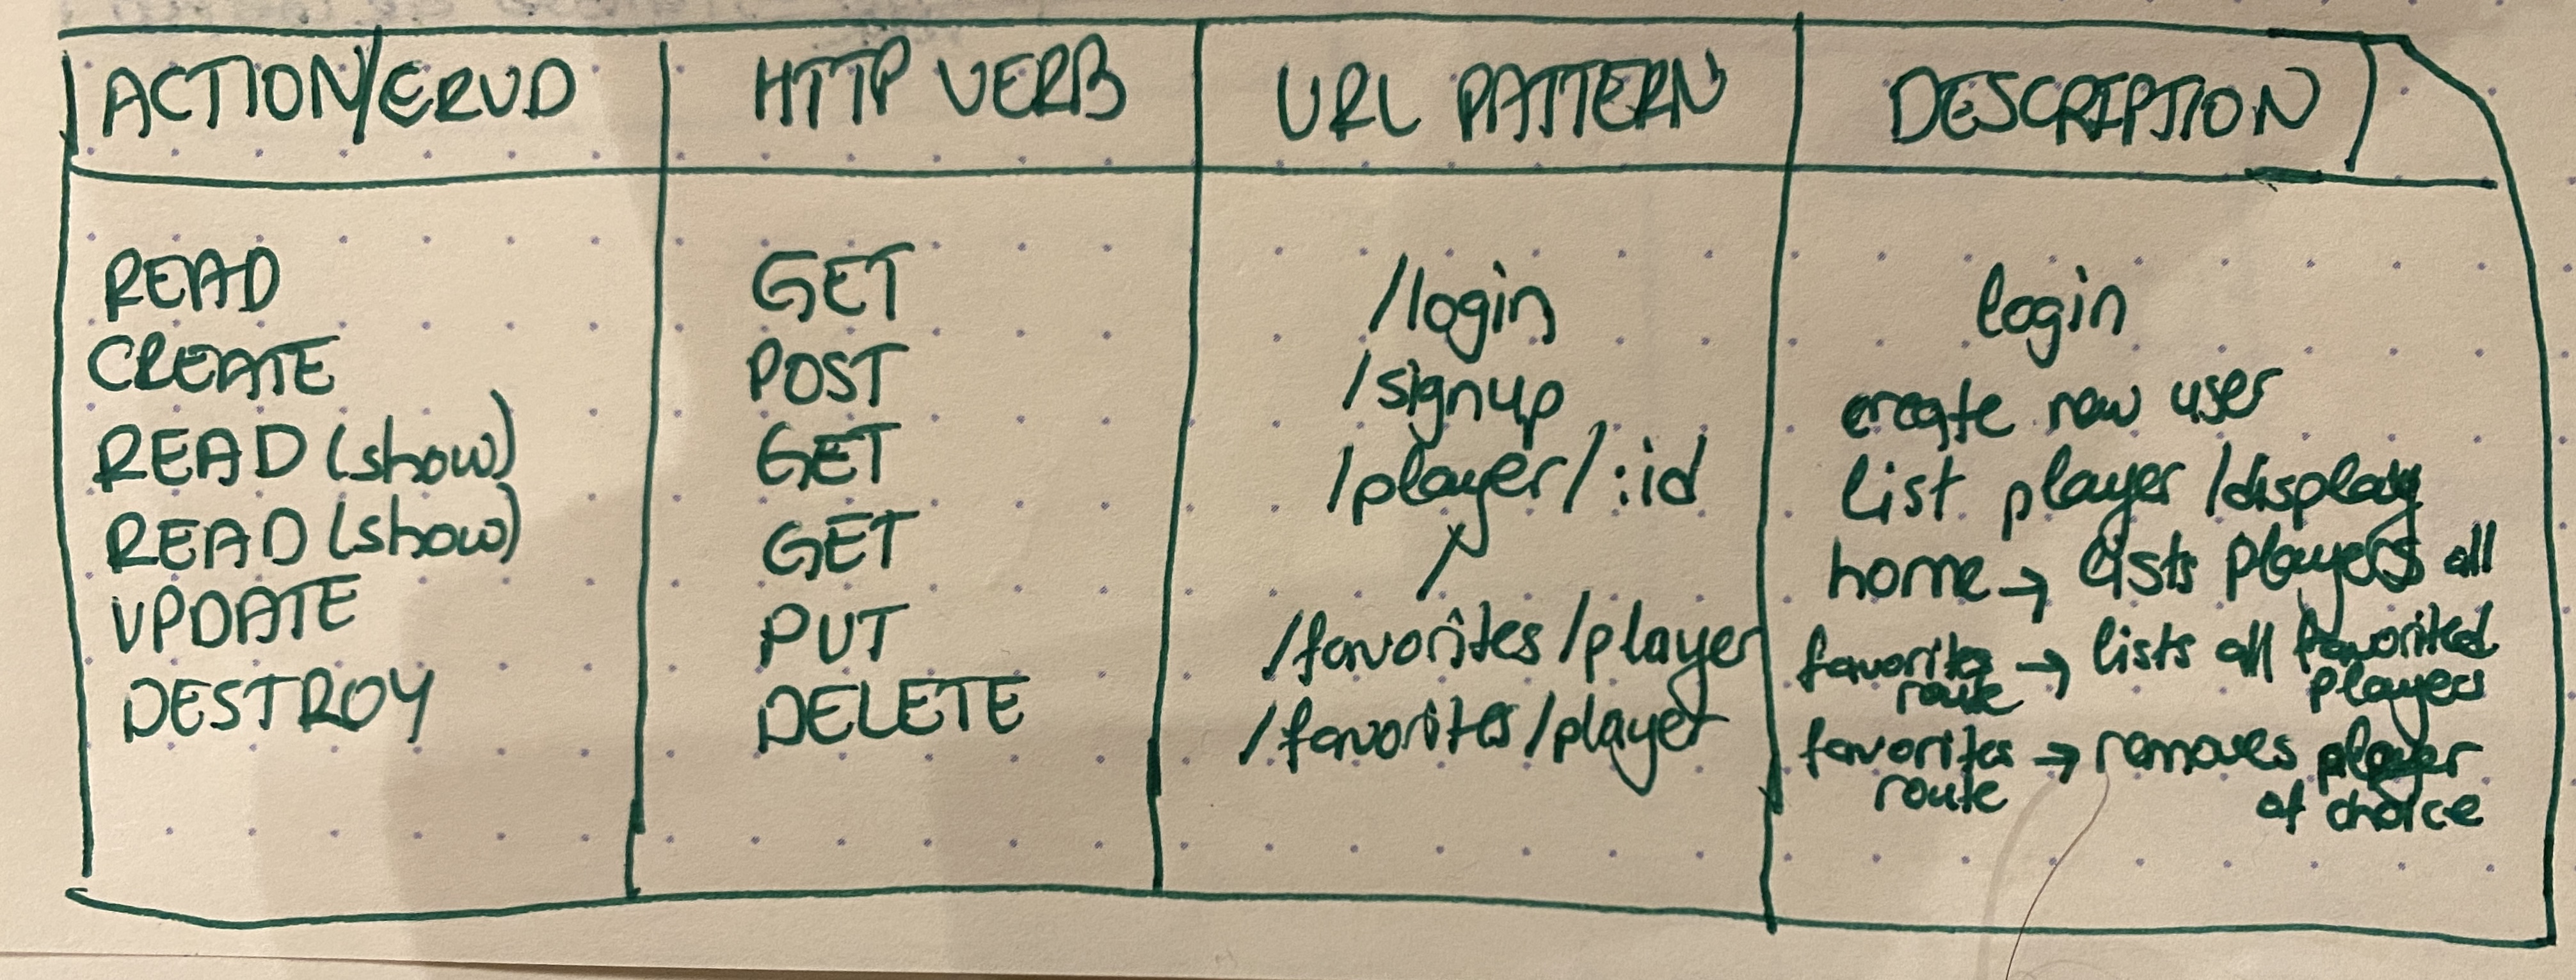 ACTION/CRUD HTTP VERB URL PATTERN DESCRIPTION
READ GET /login login
CREATE POST /signup create new user
READ (show) GET /player/:id list player/display
READ (show) GET / home → lists players all
UPDATE PUT /favorites/player favorites route → lists all favorited players
DESTROY DELETE /favorites/player favorites route → removes player of choice